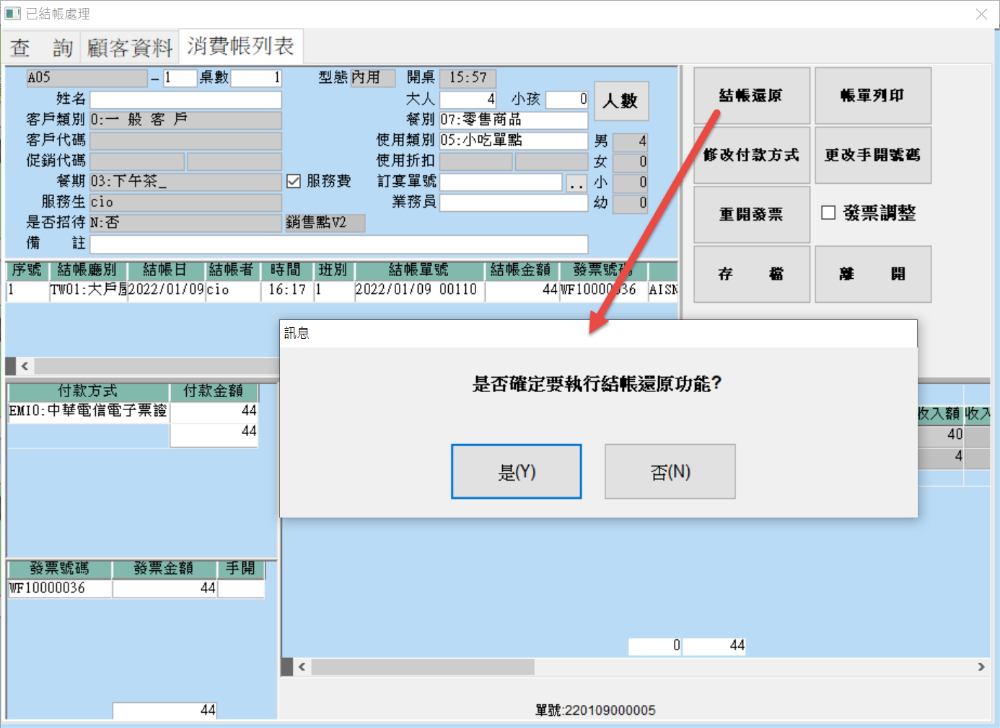 已結帳處理
查　詢 顧客資料 消費帳列表
A05 – 1 桌數 1 型態 內用 開桌 15:57
姓名 大人 4 小孩 0 人數
客戶類別 0:一 般 客 戶 餐別 07:零售商品
客戶代碼 使用類別 05:小吃單點 男 4
促銷代碼 使用折扣 女 0
餐期 03:下午茶_ 服務費 訂宴單號 .. 小 0
服務生 cio 業務員 幼 0
是否招待 N:否 銷售點V2
備　註
結帳還原 帳單列印
修改付款方式 更改手開號碼
重開發票 發票調整
存　檔 離　開
序號 結帳廳別 結帳日 結帳者 時間 班別 結帳單號 結帳金額 發票號碼
1 TW01:大戶屋 2022/01/09 cio 16:17 1 2022/01/09 00110 44 WF10000036 AISN
訊息
是否確定要執行結帳還原功能?
是(Y) 否(N)
付款方式 付款金額
EMI0:中華電信電子票證 44
44
收入額 收入
40
4
發票號碼 發票金額 手開
WF10000036 44
0 44
44
單號:220109000005